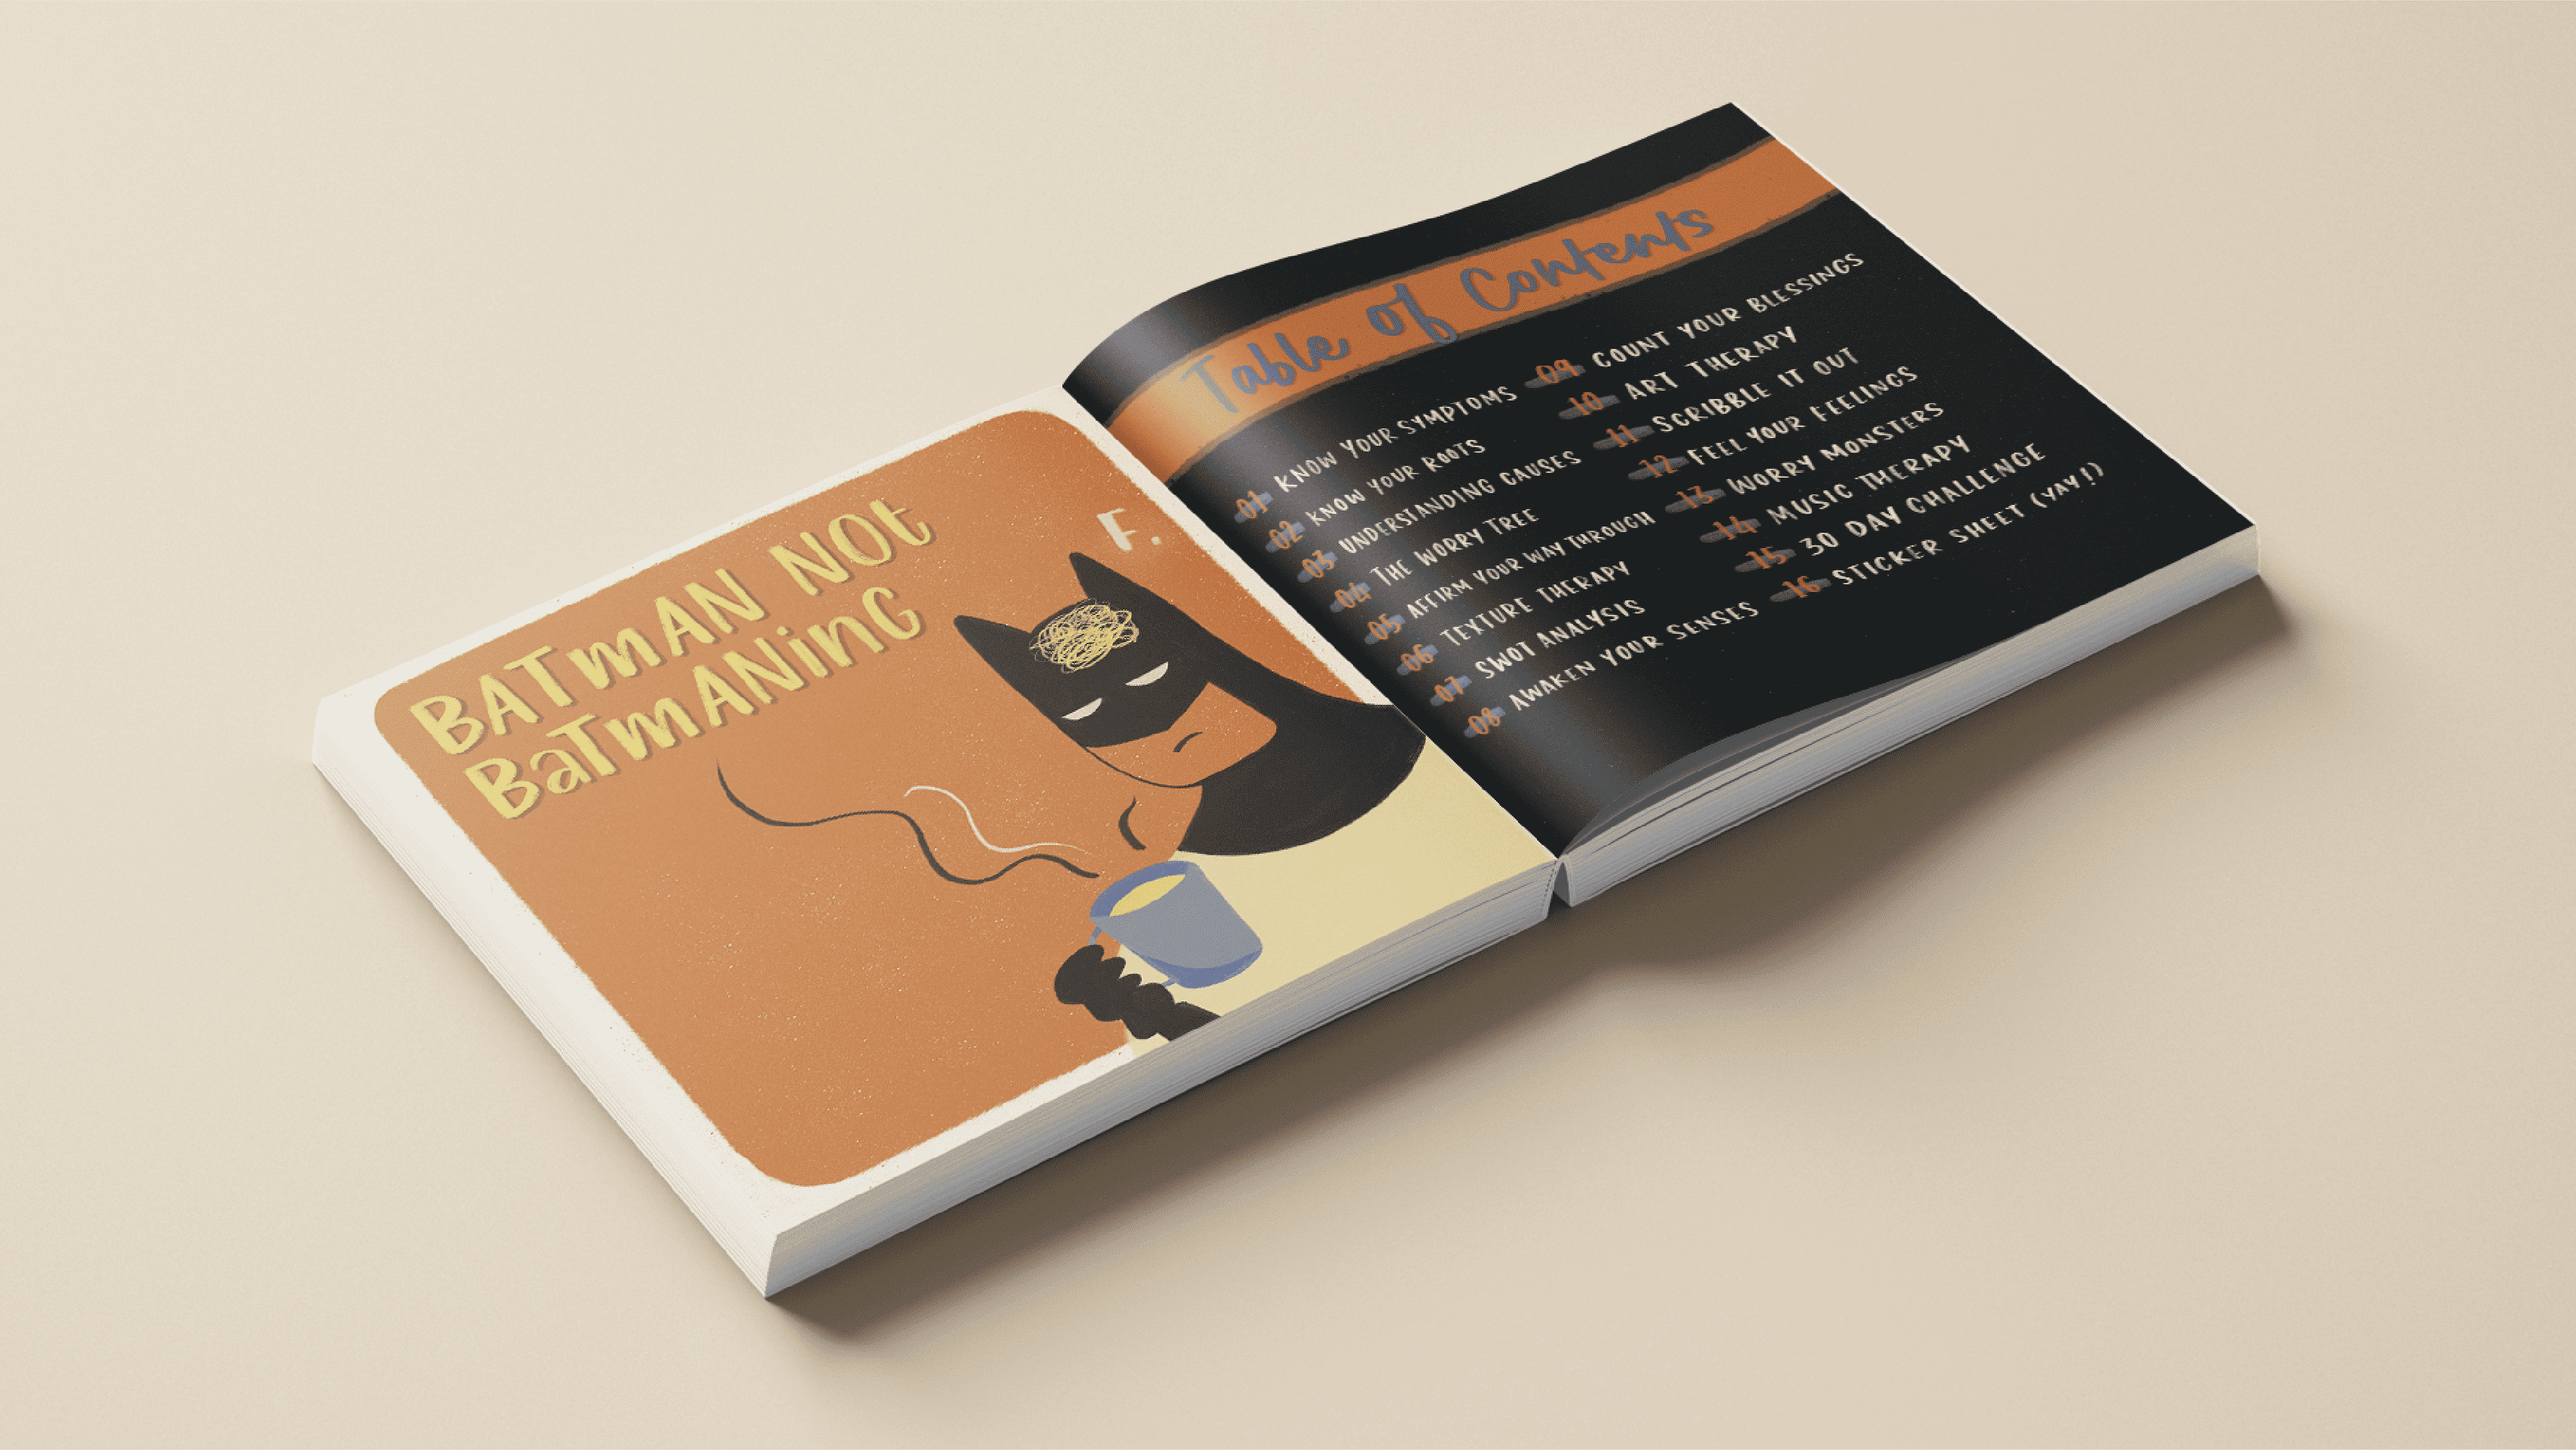 BATMAN NOt
BaTMANiNG
F.
Table of Contents
01 KNOW YOUR SYMPTOMS
02 KNOW YOUR ROOTS
03 UNDERSTANDING CAUSES
04 THE WORRY TREE
05 AFFIRM YOUR WAY THROUGH
06 TEXTURE THERAPY
07 SWOT ANALYSIS
08 AWAKEN YOUR SENSES
09 COUNT YOUR BLESSINGS
10 ART THERAPY
11 SCRIBBLE IT OUT
12 FEEL YOUR FEELINGS
13 WORRY MONSTERS
14 MUSIC THERAPY
15 30 DAY CHALLENGE
16 STICKER SHEET (YAY!)